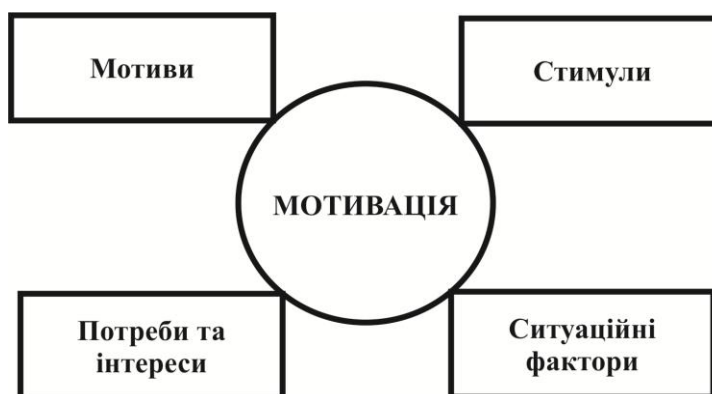 Мотиви
Стимули
МОТИВАЦІЯ
Потреби та
інтереси
Ситуаційні
фактори